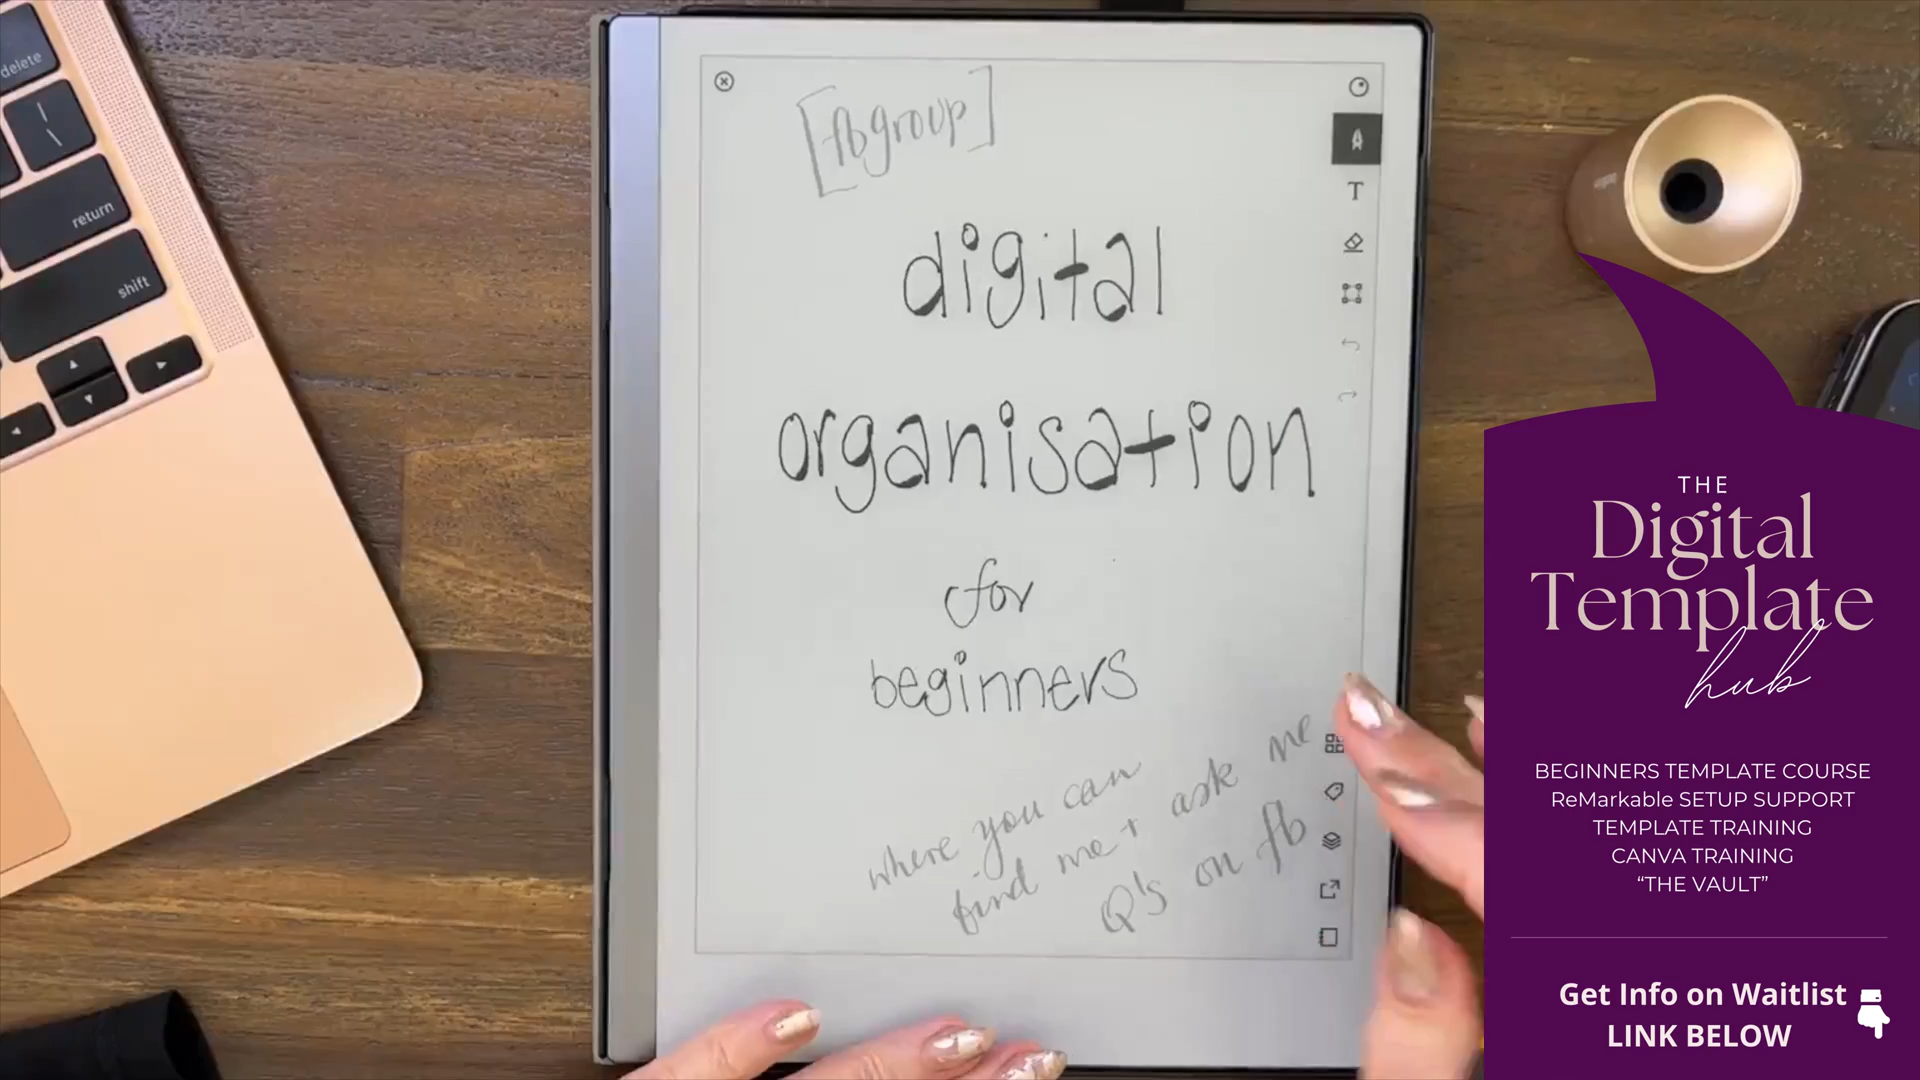 delete
|
\
return
shift
[fb group]
T
digital
organisation
for
beginners
where you can
find me + ask me
Q's on fb
THE
Digital
Template
hub
BEGINNERS TEMPLATE COURSE
ReMarkable SETUP SUPPORT
TEMPLATE TRAINING
CANVA TRAINING
“THE VAULT”
Get Info on Waitlist
LINK BELOW